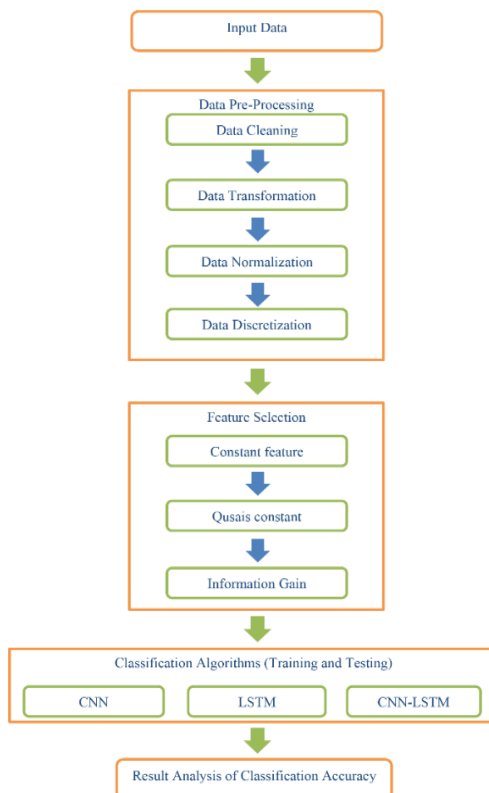 Input Data
Data Pre-Processing
Data Cleaning
Data Transformation
Data Normalization
Data Discretization
Feature Selection
Constant feature
Qusais constant
Information Gain
Classification Algorithms (Training and Testing)
CNN
LSTM
CNN-LSTM
Result Analysis of Classification Accuracy